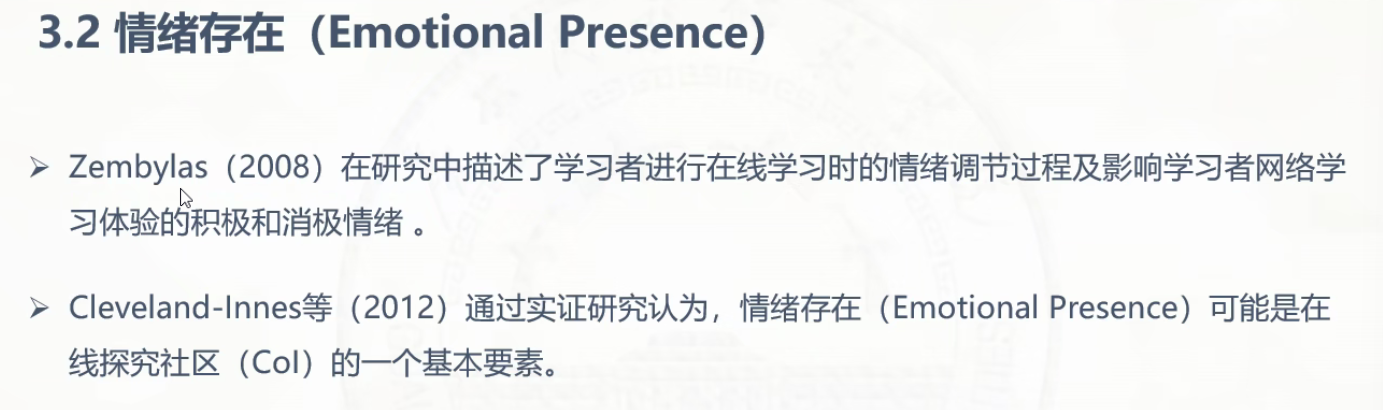 3.2 情绪存在（Emotional Presence）
➢ Zembylas（2008）在研究中描述了学习者进行在线学习时的情绪调节过程及影响学习者网络学
习体验的积极和消极情绪 。
➢ Cleveland-Innes等（2012）通过实证研究认为，情绪存在（Emotional Presence）可能是在
线探究社区（CoI）的一个基本要素。